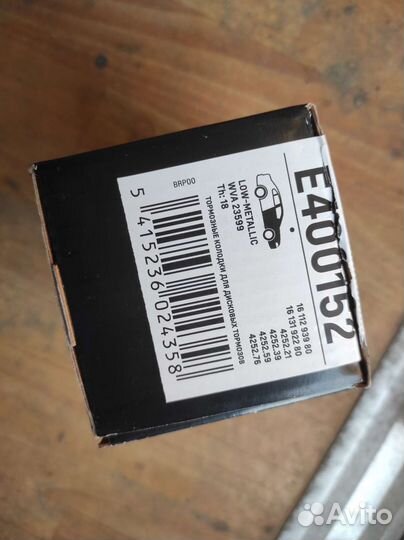 E400152
16 112 939 80
16 131 922 80
4252.21
4252.39
4252.59
4252.76
LOW-METALLIC
WVA 23599
Th: 18
ТОРМОЗНЫЕ КОЛОДКИ ДЛЯ ДИСКОВЫХ ТОРМОЗОВ
BRP00
5 415236 024358
Avito